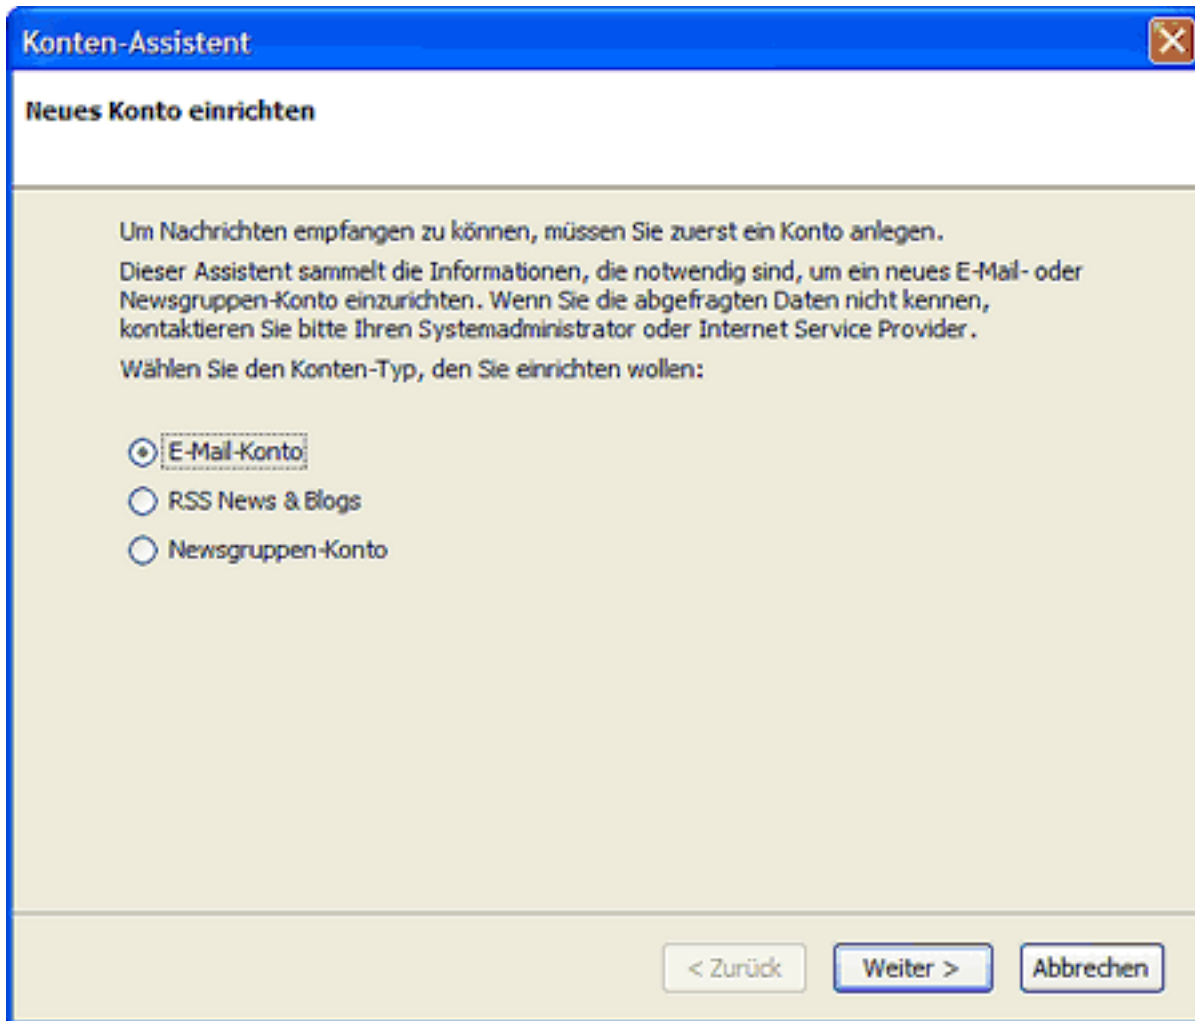 Konten-Assistent
Neues Konto einrichten
Um Nachrichten empfangen zu können, müssen Sie zuerst ein Konto anlegen.
Dieser Assistent sammelt die Informationen, die notwendig sind, um ein neues E-Mail- oder
Newsgruppen-Konto einzurichten. Wenn Sie die abgefragten Daten nicht kennen,
kontaktieren Sie bitte Ihren Systemadministrator oder Internet Service Provider.
Wählen Sie den Konten-Typ, den Sie einrichten wollen:
E-Mail-Konto
RSS News & Blogs
Newsgruppen-Konto
< Zurück Weiter > Abbrechen